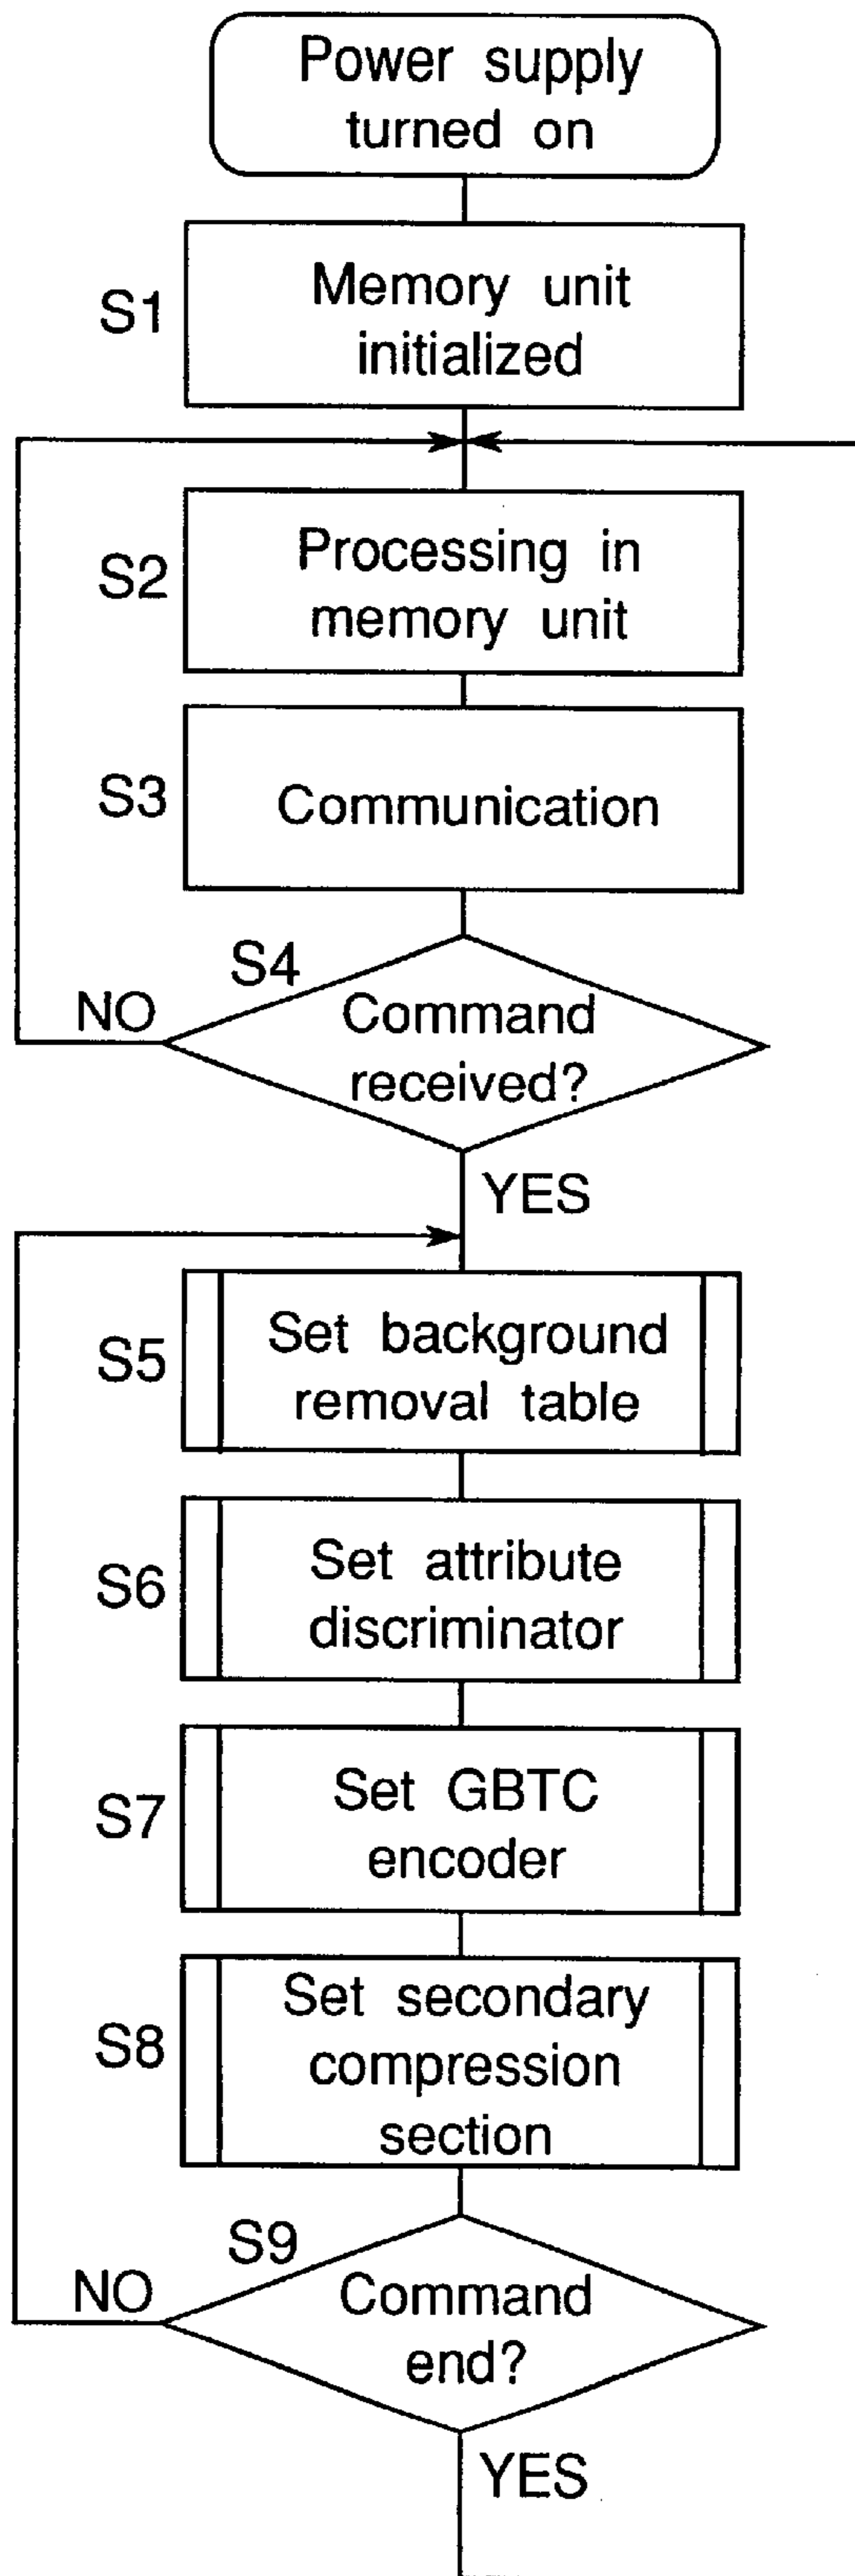 Power supply
turned on
S1
Memory unit
initialized
S2
Processing in
memory unit
S3
Communication
S4
NO
Command
received?
YES
S5
Set background
removal table
S6
Set attribute
discriminator
S7
Set GBTC
encoder
S8
Set secondary
compression
section
S9
NO
Command
end?
YES